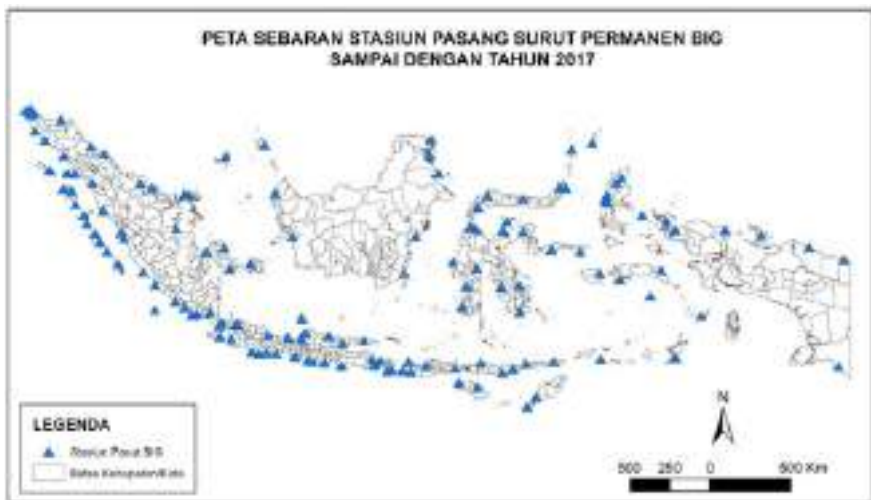 PETA SEBARAN STASIUN PASANG SURUT PERMANEN BIG
SAMPAI DENGAN TAHUN 2017
N
LEGENDA
Stasiun Pasut BIG
Batas Kabupaten/Kota
500 250 0 500 Km